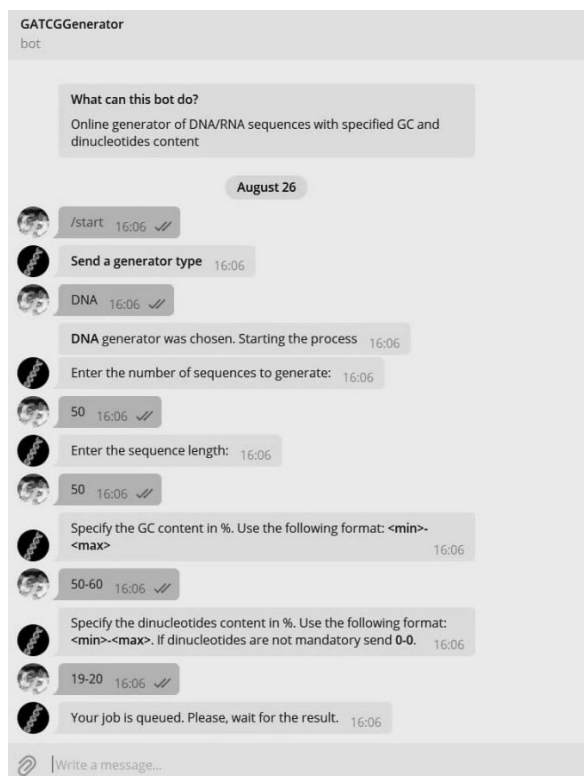 GATCGGenerator
bot
What can this bot do?
Online generator of DNA/RNA sequences with specified GC and
dinucleotides content
August 26
/start 16:06
Send a generator type 16:06
DNA 16:06
DNA generator was chosen. Starting the process 16:06
Enter the number of sequences to generate: 16:06
50 16:06
Enter the sequence length: 16:06
50 16:06
Specify the GC content in %. Use the following format: <min>-
<max> 16:06
50-60 16:06
Specify the dinucleotides content in %. Use the following format:
<min>-<max>. If dinucleotides are not mandatory send 0-0. 16:06
19-20 16:06
Your job is queued. Please, wait for the result. 16:06
Write a message...